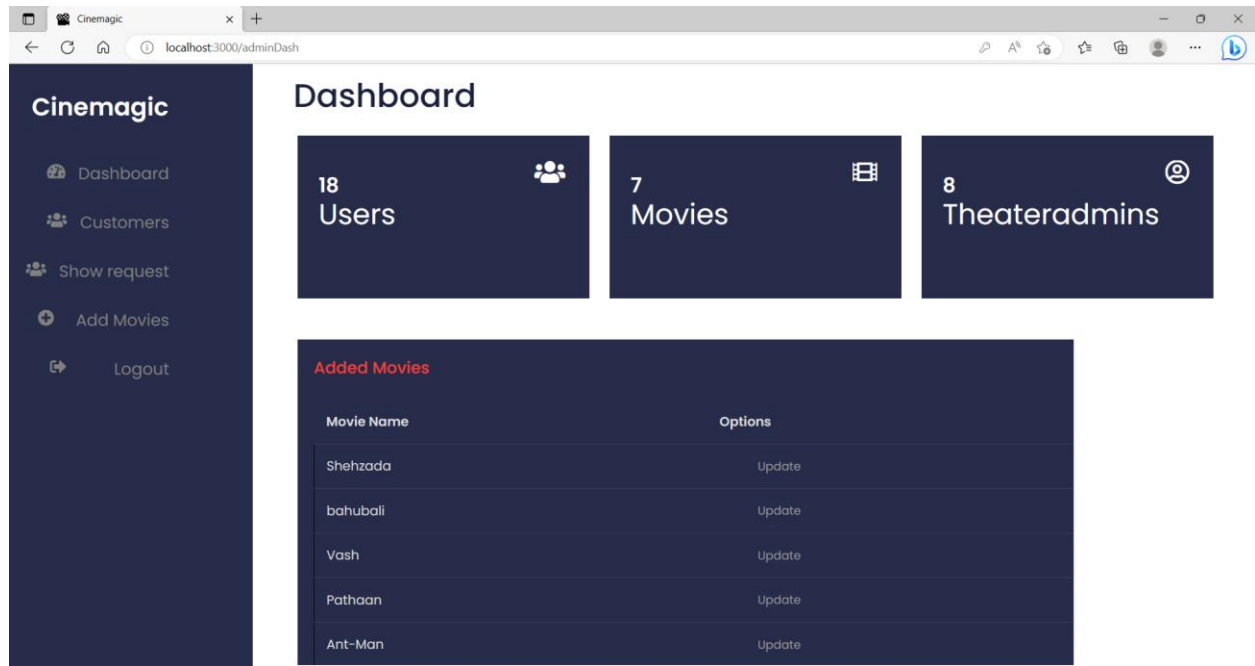 Cinemagic
localhost:3000/adminDash
Cinemagic
Dashboard
Customers
Show request
Add Movies
Logout
Dashboard
18
Users
7
Movies
8
Theateradmins
Added Movies
Movie Name Options
Shehzada Update
bahubali Update
Vash Update
Pathaan Update
Ant-Man Update